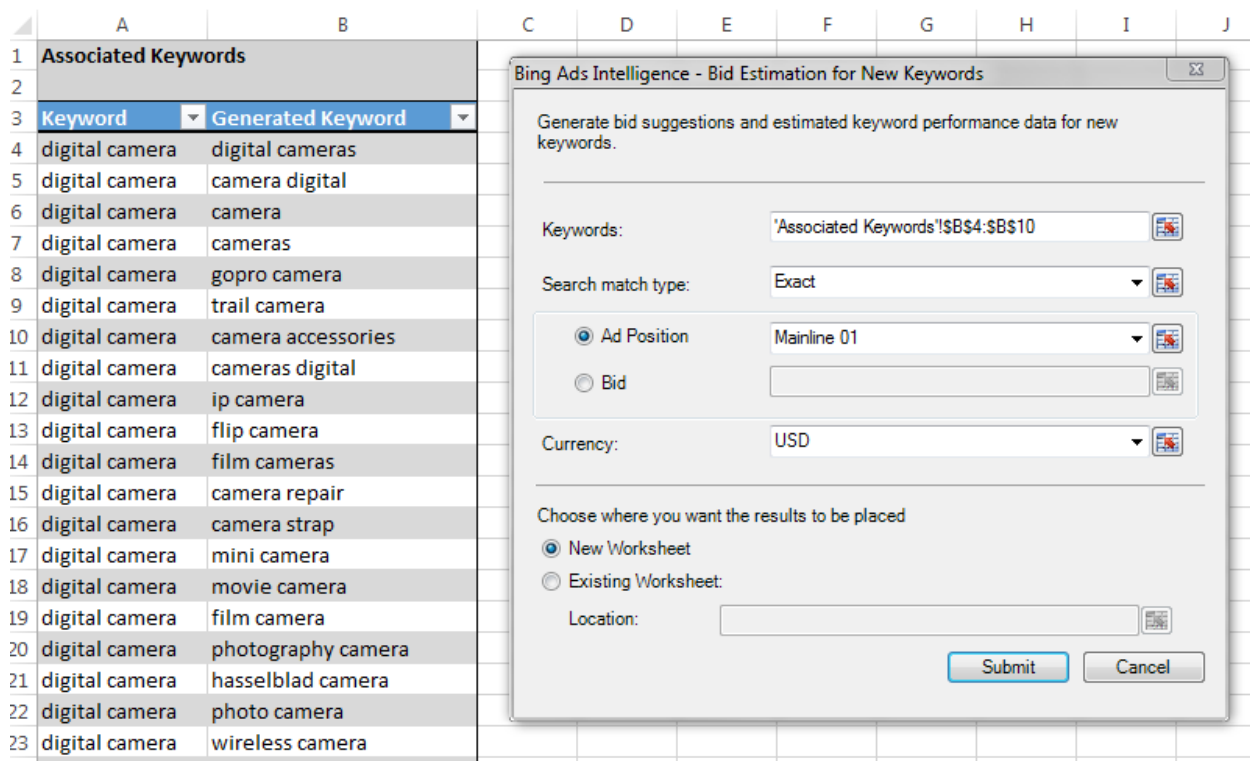 A B C D E F G H I J
1 Associated Keywords
2
3 Keyword Generated Keyword
4 digital camera digital cameras
5 digital camera camera digital
6 digital camera camera
7 digital camera cameras
8 digital camera gopro camera
9 digital camera trail camera
10 digital camera camera accessories
11 digital camera cameras digital
12 digital camera ip camera
13 digital camera flip camera
14 digital camera film cameras
15 digital camera camera repair
16 digital camera camera strap
17 digital camera mini camera
18 digital camera movie camera
19 digital camera film camera
20 digital camera photography camera
21 digital camera hasselblad camera
22 digital camera photo camera
23 digital camera wireless camera
Bing Ads Intelligence - Bid Estimation for New Keywords
Generate bid suggestions and estimated keyword performance data for new
keywords.
Keywords: 'Associated Keywords'!$B$4:$B$10
Search match type: Exact
Ad Position Mainline 01
Bid
Currency: USD
Choose where you want the results to be placed
New Worksheet
Existing Worksheet:
Location:
Submit Cancel